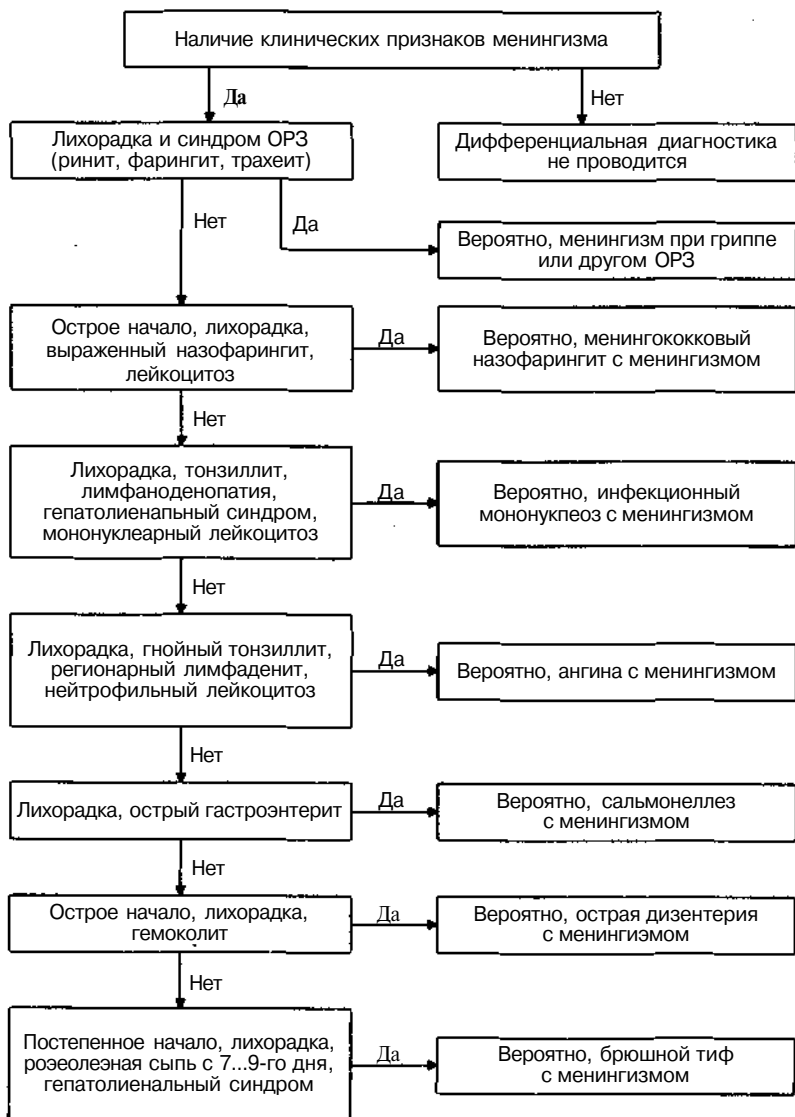 Наличие клинических признаков менингизма
Да
Нет
Лихорадка и синдром ОРЗ
(ринит, фарингит, трахеит)
Дифференциальная диагностика
не проводится
Нет
Да
Вероятно, менингизм при гриппе
или другом ОРЗ
Острое начало, лихорадка,
выраженный назофарингит,
лейкоцитоз
Да
Вероятно, менингококковый
назофарингит с менингизмом
Нет
Лихорадка, тонзиллит,
лимфаноденопатия,
гепатолиенапьный синдром,
мононуклеарный лейкоцитоз
Да
Вероятно, инфекционный
мононукпеоз с менингизмом
Нет
Лихорадка, гнойный тонзиллит,
регионарный лимфаденит,
нейтрофильный лейкоцитоз
Да
Вероятно, ангина с менингизмом
Нет
Лихорадка, острый гастроэнтерит
Да
Вероятно, сальмонеллез
с менингизмом
Нет
Острое начало, лихорадка,
гемоколит
Да
Вероятно, острая дизентерия
с менингиэмом
Нет
Постепенное начало, лихорадка,
роэеолеэная сыпь с 7...9-го дня,
гепатолиенальный синдром
Да
Вероятно, брюшной тиф
с менингизмом